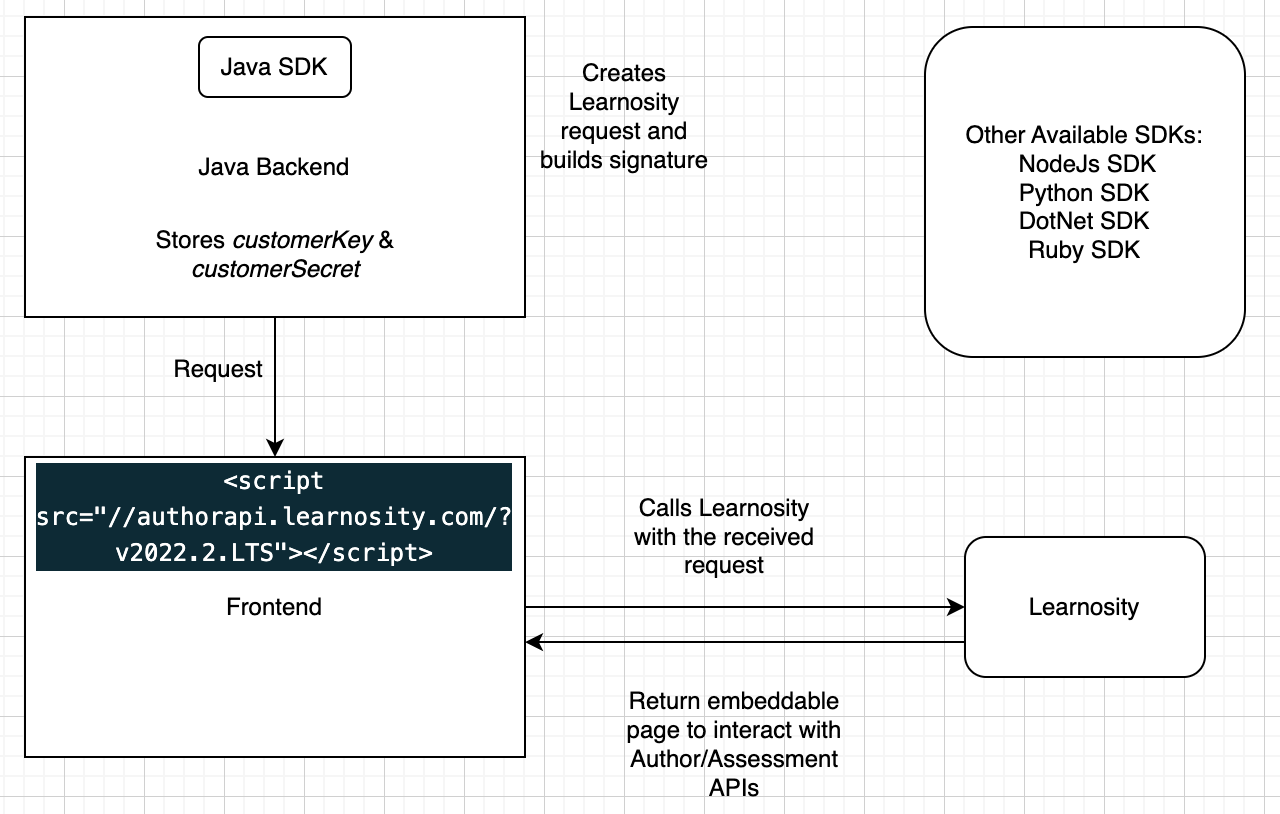 Java SDK
Java Backend
Stores customerKey &
customerSecret
Creates
Learnosity
request and
builds signature
Other Available SDKs:
NodeJs SDK
Python SDK
DotNet SDK
Ruby SDK
Request
<script
src="//authorapi.learnosity.com/?
v2022.2.LTS"></script>
Frontend
Calls Learnosity
with the received
request
Learnosity
Return embeddable
page to interact with
Author/Assessment
APIs